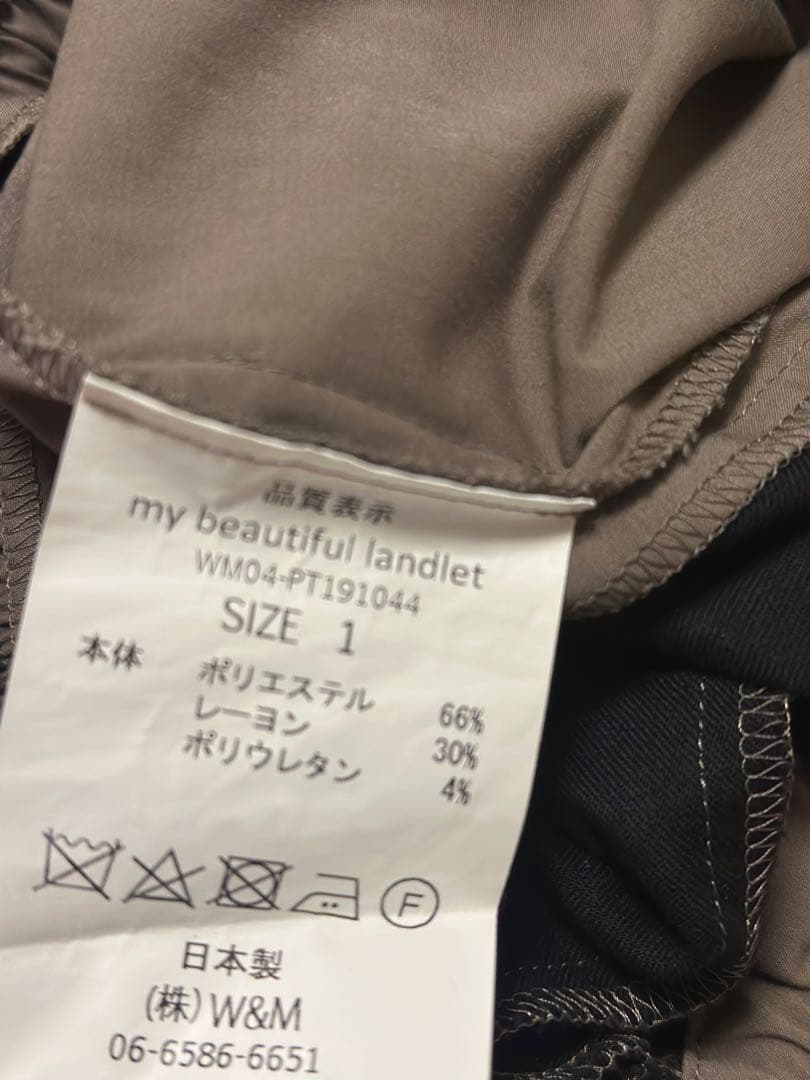 品質表示
my beautiful landlet
WM04-PT191044
SIZE 1
本体 ポリエステル 66%
レーヨン 30%
ポリウレタン 4%
F
日本製
(株)W&M
06-6586-6651